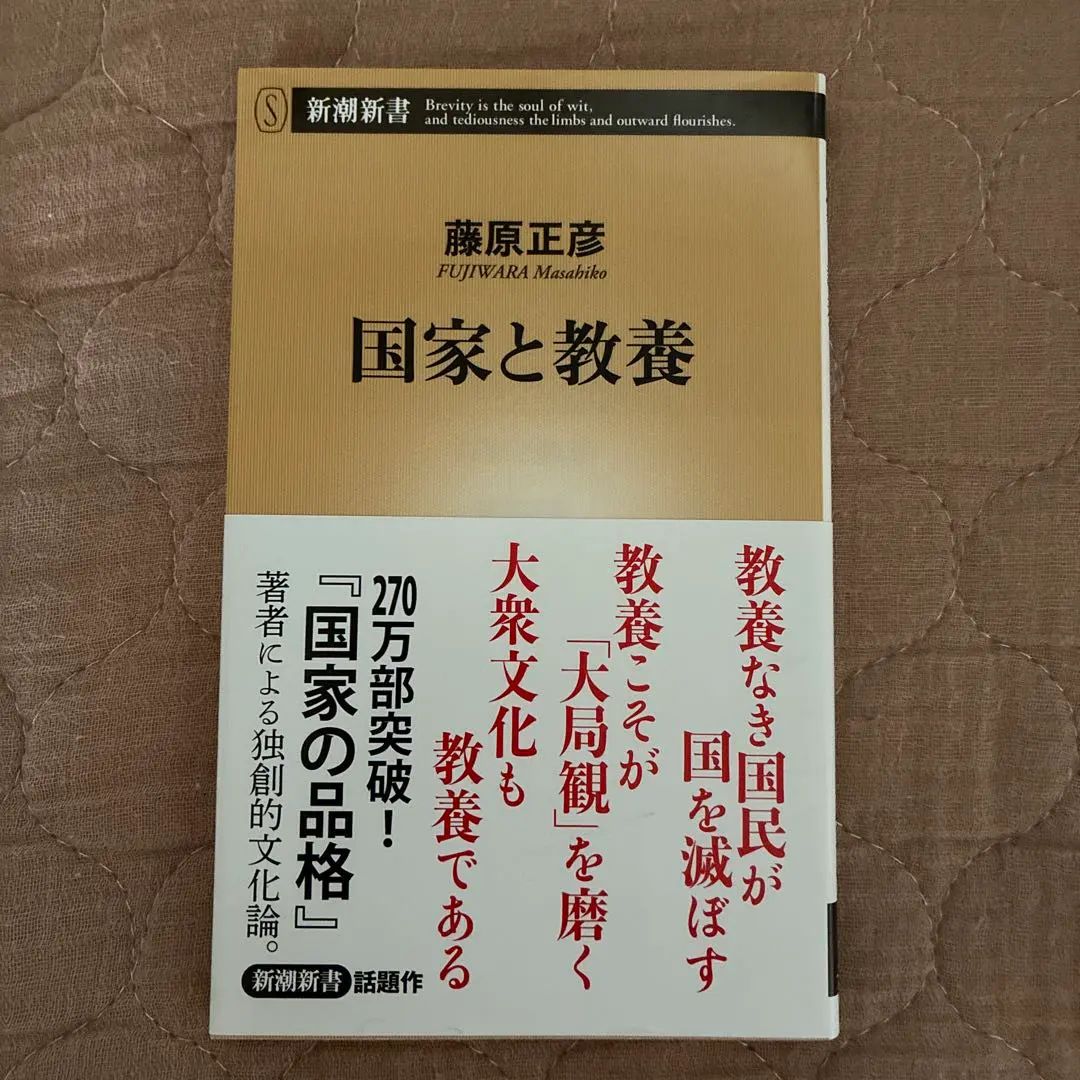 S
新潮新書
Brevity is the soul of wit,
and tediousness the limbs and outward flourishes.
藤原正彦
FUJIWARA Masahiko
国家と教養
教養なき国民が
国を滅ぼす
教養こそが
「大局観」を磨く
大衆文化も
教養である
270万部突破！
『国家の品格』
著者による独創的文化論。
新潮新書 話題作